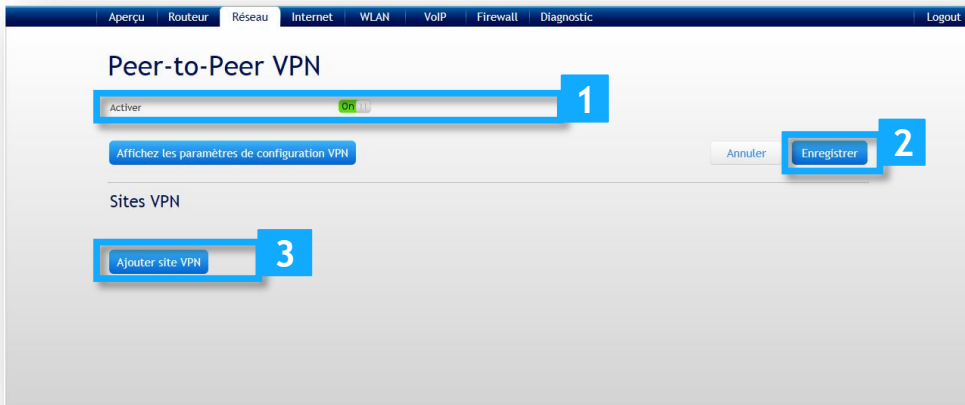 Aperçu Routeur Réseau Internet WLAN VoIP Firewall Diagnostic Logout
Peer-to-Peer VPN
Activer On 1
Affichez les paramètres de configuration VPN Annuler Enregistrer 2
Sites VPN
Ajouter site VPN 3